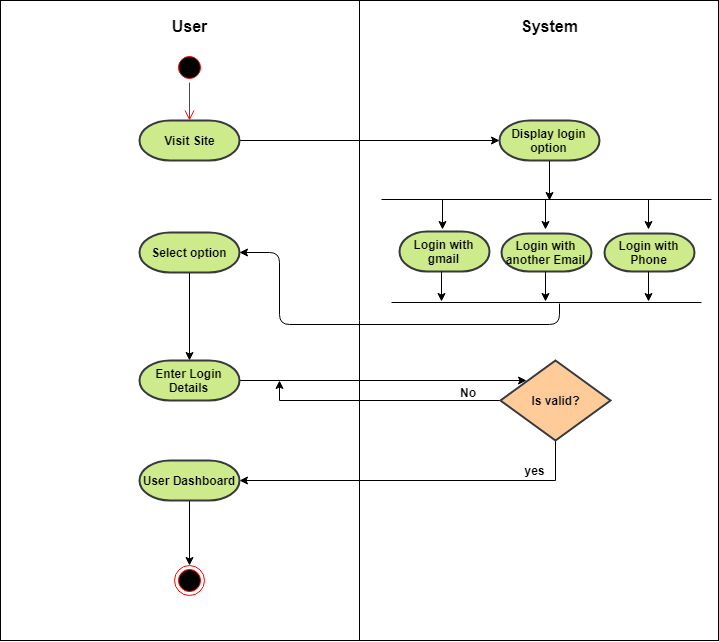 User
System
Visit Site
Display login
option
Select option
Login with
gmail
Login with
another Email
Login with
Phone
Enter Login
Details
No
Is valid?
yes
User Dashboard